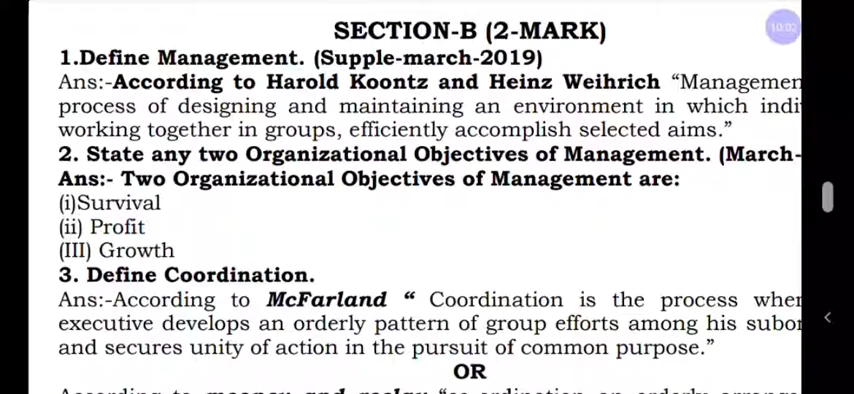 SECTION-B (2-MARK)
10:02
1.Define Management. (Supple-march-2019)
Ans:-According to Harold Koontz and Heinz Weihrich “Managemen
process of designing and maintaining an environment in which indi
working together in groups, efficiently accomplish selected aims.”
2. State any two Organizational Objectives of Management. (March-
Ans:- Two Organizational Objectives of Management are:
(i)Survival
(ii) Profit
(III) Growth
3. Define Coordination.
Ans:-According to McFarland “ Coordination is the process wher
executive develops an orderly pattern of group efforts among his subor
and secures unity of action in the pursuit of common purpose.”
OR